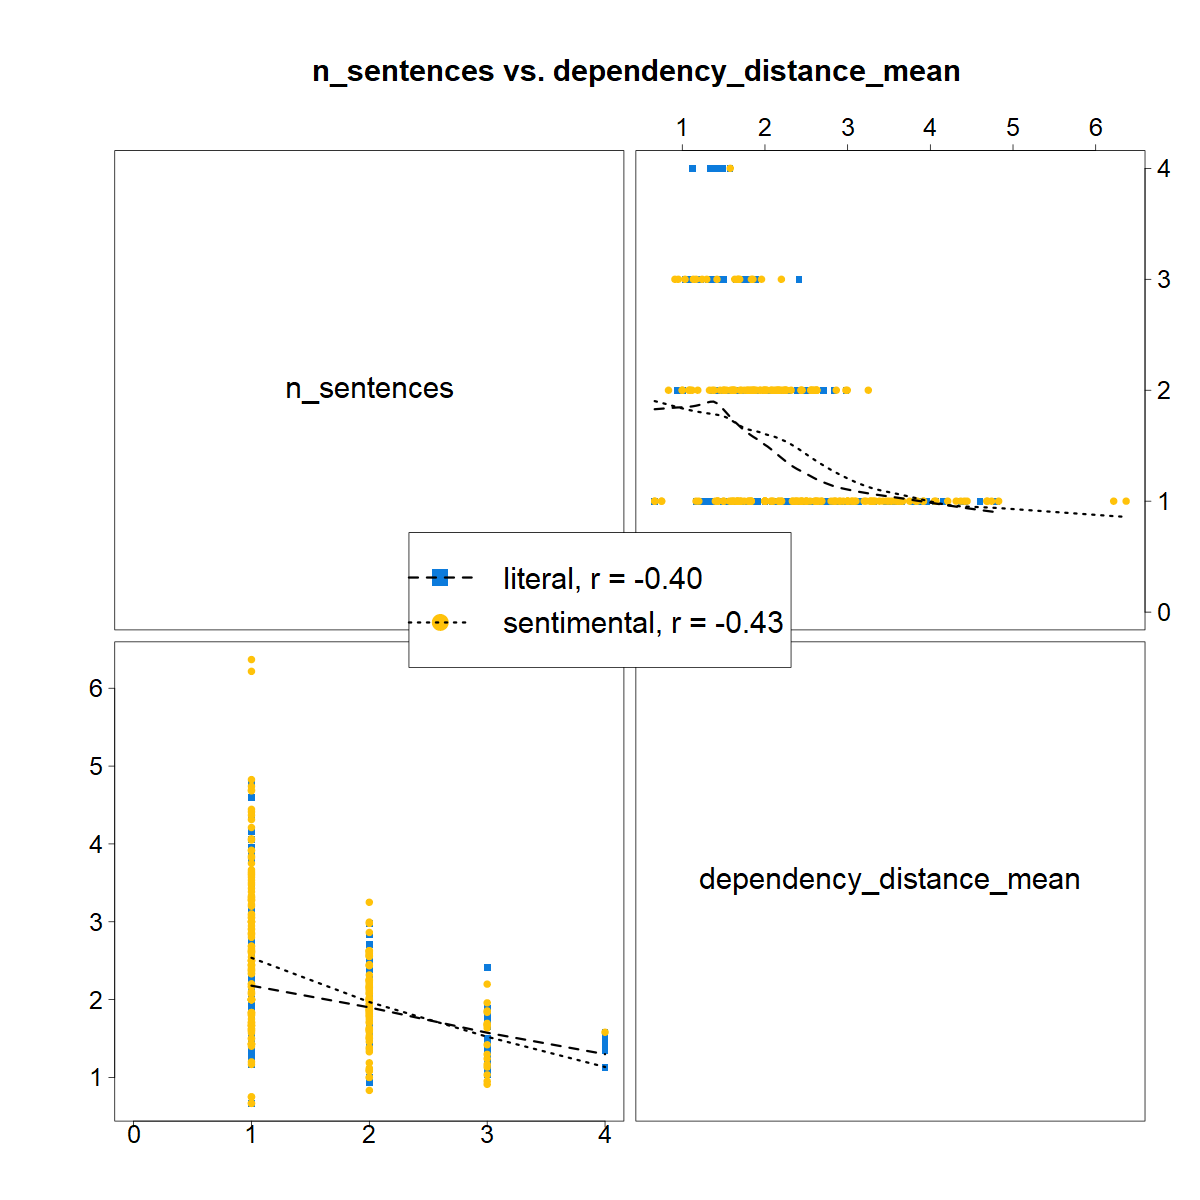 n_sentences vs. dependency_distance_mean
1 2 3 4 5 6
4
3
n_sentences
2
1
literal, r = -0.40
0
sentimental, r = -0.43
6
5
4
dependency_distance_mean
3
2
1
0 1 2 3 4